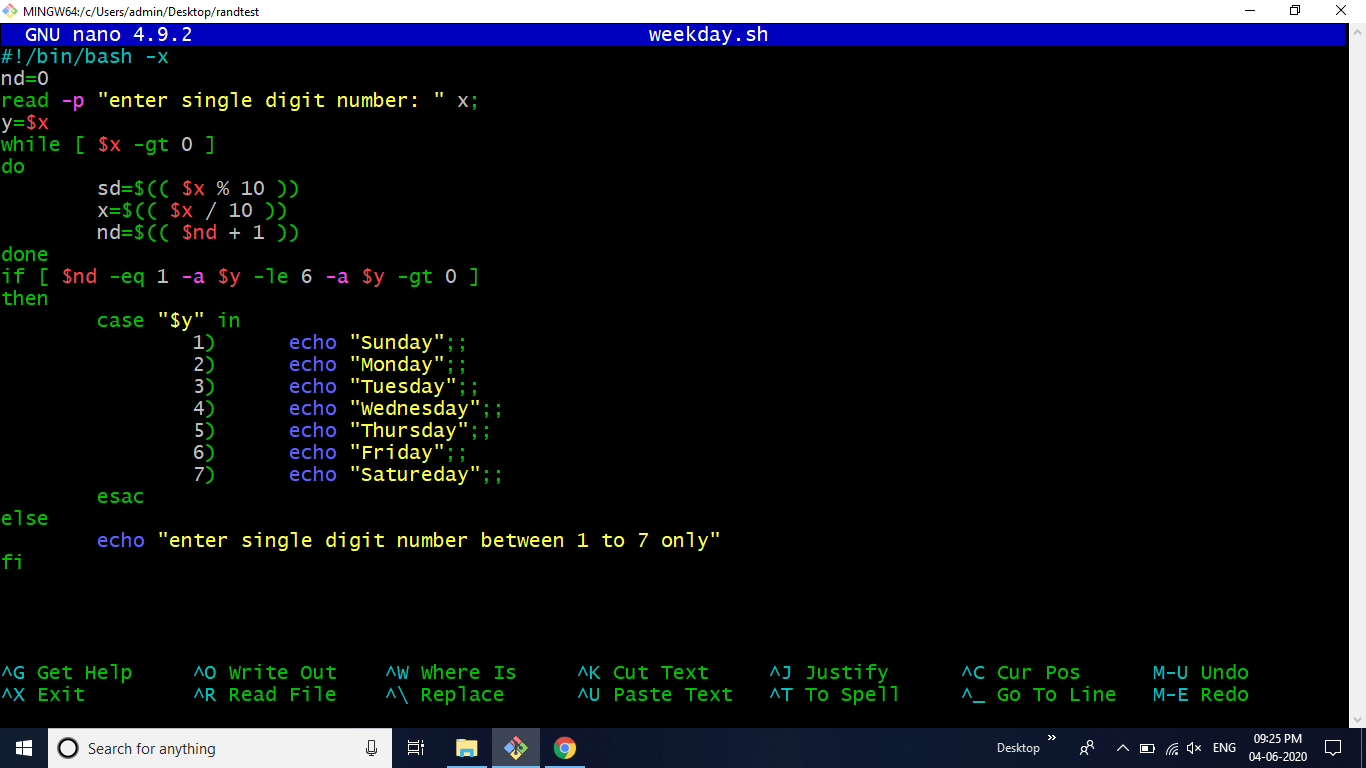 MINGW64:/c/Users/admin/Desktop/randtest
GNU nano 4.9.2 weekday.sh
#!/bin/bash -x
nd=0
read -p "enter single digit number: " x;
y=$x
while [ $x -gt 0 ]
do
sd=$(( $x % 10 ))
x=$(( $x / 10 ))
nd=$(( $nd + 1 ))
done
if [ $nd -eq 1 -a $y -le 6 -a $y -gt 0 ]
then
case "$y" in
1) echo "Sunday";;
2) echo "Monday";;
3) echo "Tuesday";;
4) echo "Wednesday";;
5) echo "Thursday";;
6) echo "Friday";;
7) echo "Satureday";;
esac
else
echo "enter single digit number between 1 to 7 only"
fi
^G Get Help ^O Write Out ^W Where Is ^K Cut Text ^J Justify ^C Cur Pos M-U Undo
^X Exit ^R Read File ^\ Replace ^U Paste Text ^T To Spell ^_ Go To Line M-E Redo
Search for anything
Desktop
ENG
09:25 PM
04-06-2020